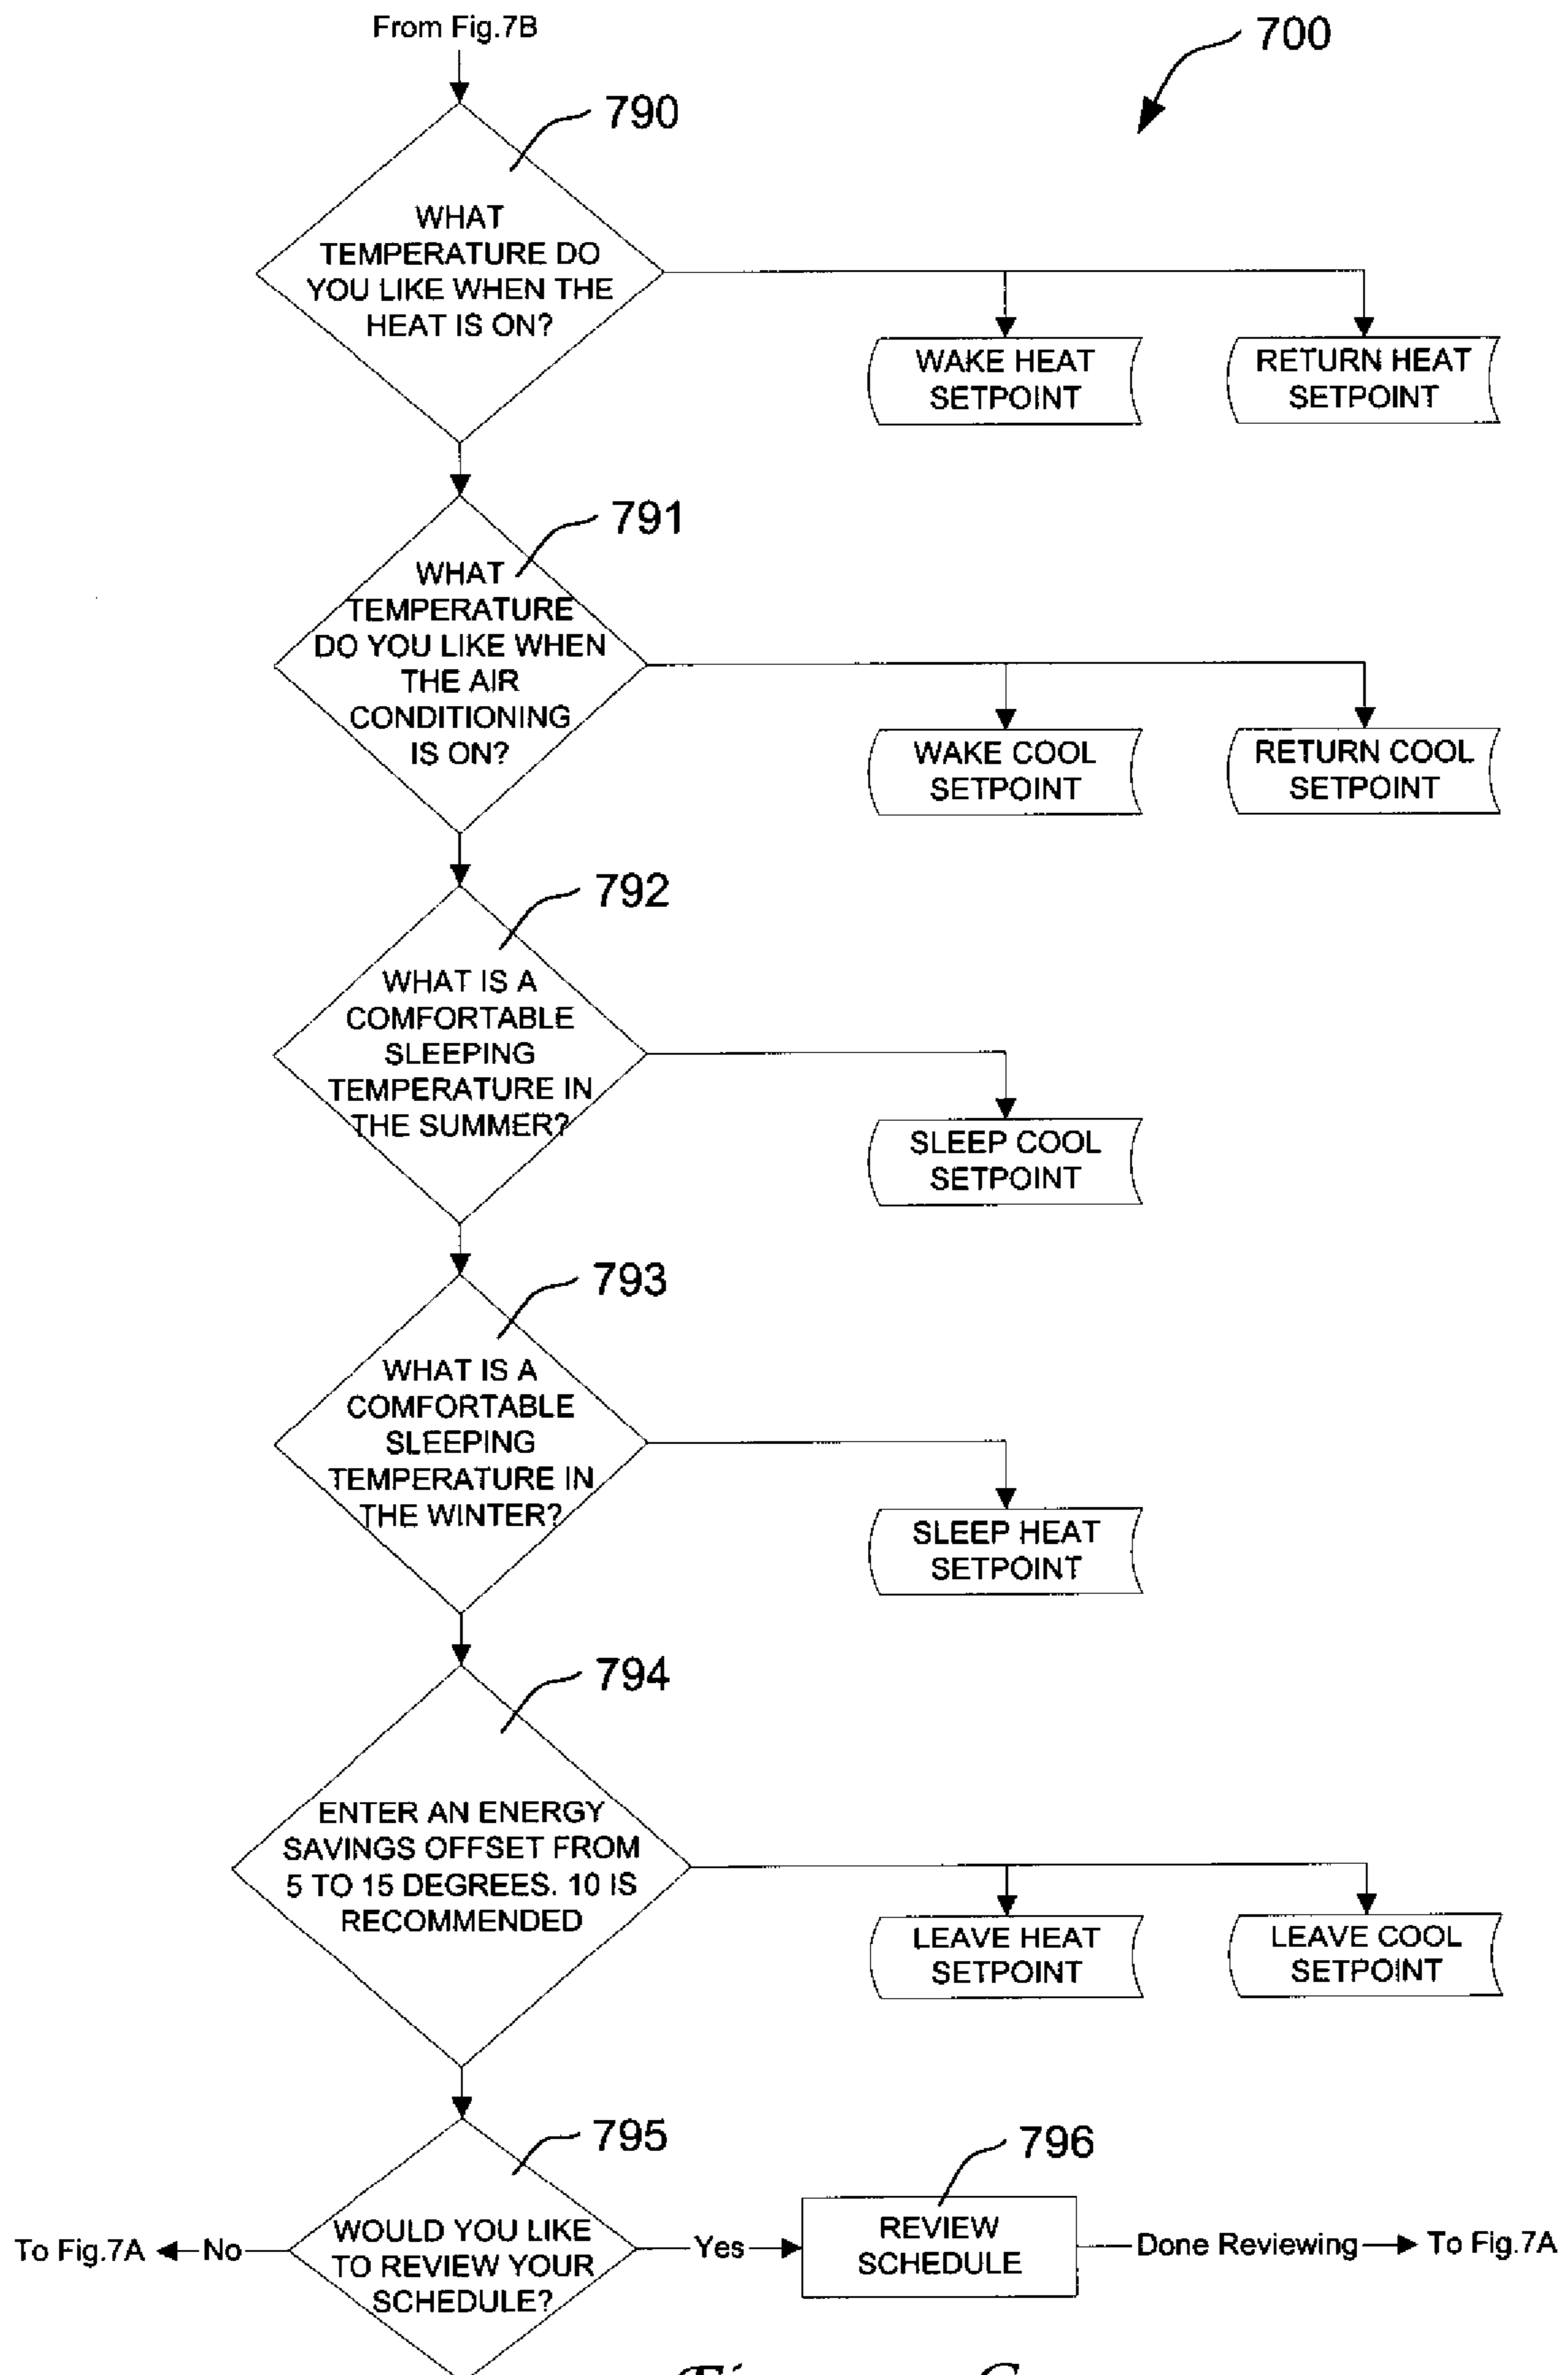 From Fig.7B
700
790
WHAT
TEMPERATURE DO
YOU LIKE WHEN THE
HEAT IS ON?
WAKE HEAT
SETPOINT
RETURN HEAT
SETPOINT
791
WHAT
TEMPERATURE
DO YOU LIKE WHEN
THE AIR
CONDITIONING
IS ON?
WAKE COOL
SETPOINT
RETURN COOL
SETPOINT
792
WHAT IS A
COMFORTABLE
SLEEPING
TEMPERATURE IN
THE SUMMER?
SLEEP COOL
SETPOINT
793
WHAT IS A
COMFORTABLE
SLEEPING
TEMPERATURE IN
THE WINTER?
SLEEP HEAT
SETPOINT
794
ENTER AN ENERGY
SAVINGS OFFSET FROM
5 TO 15 DEGREES. 10 IS
RECOMMENDED
LEAVE HEAT
SETPOINT
LEAVE COOL
SETPOINT
795
WOULD YOU LIKE
TO REVIEW YOUR
SCHEDULE?
To Fig.7A
No
Yes
796
REVIEW
SCHEDULE
Done Reviewing
To Fig.7A